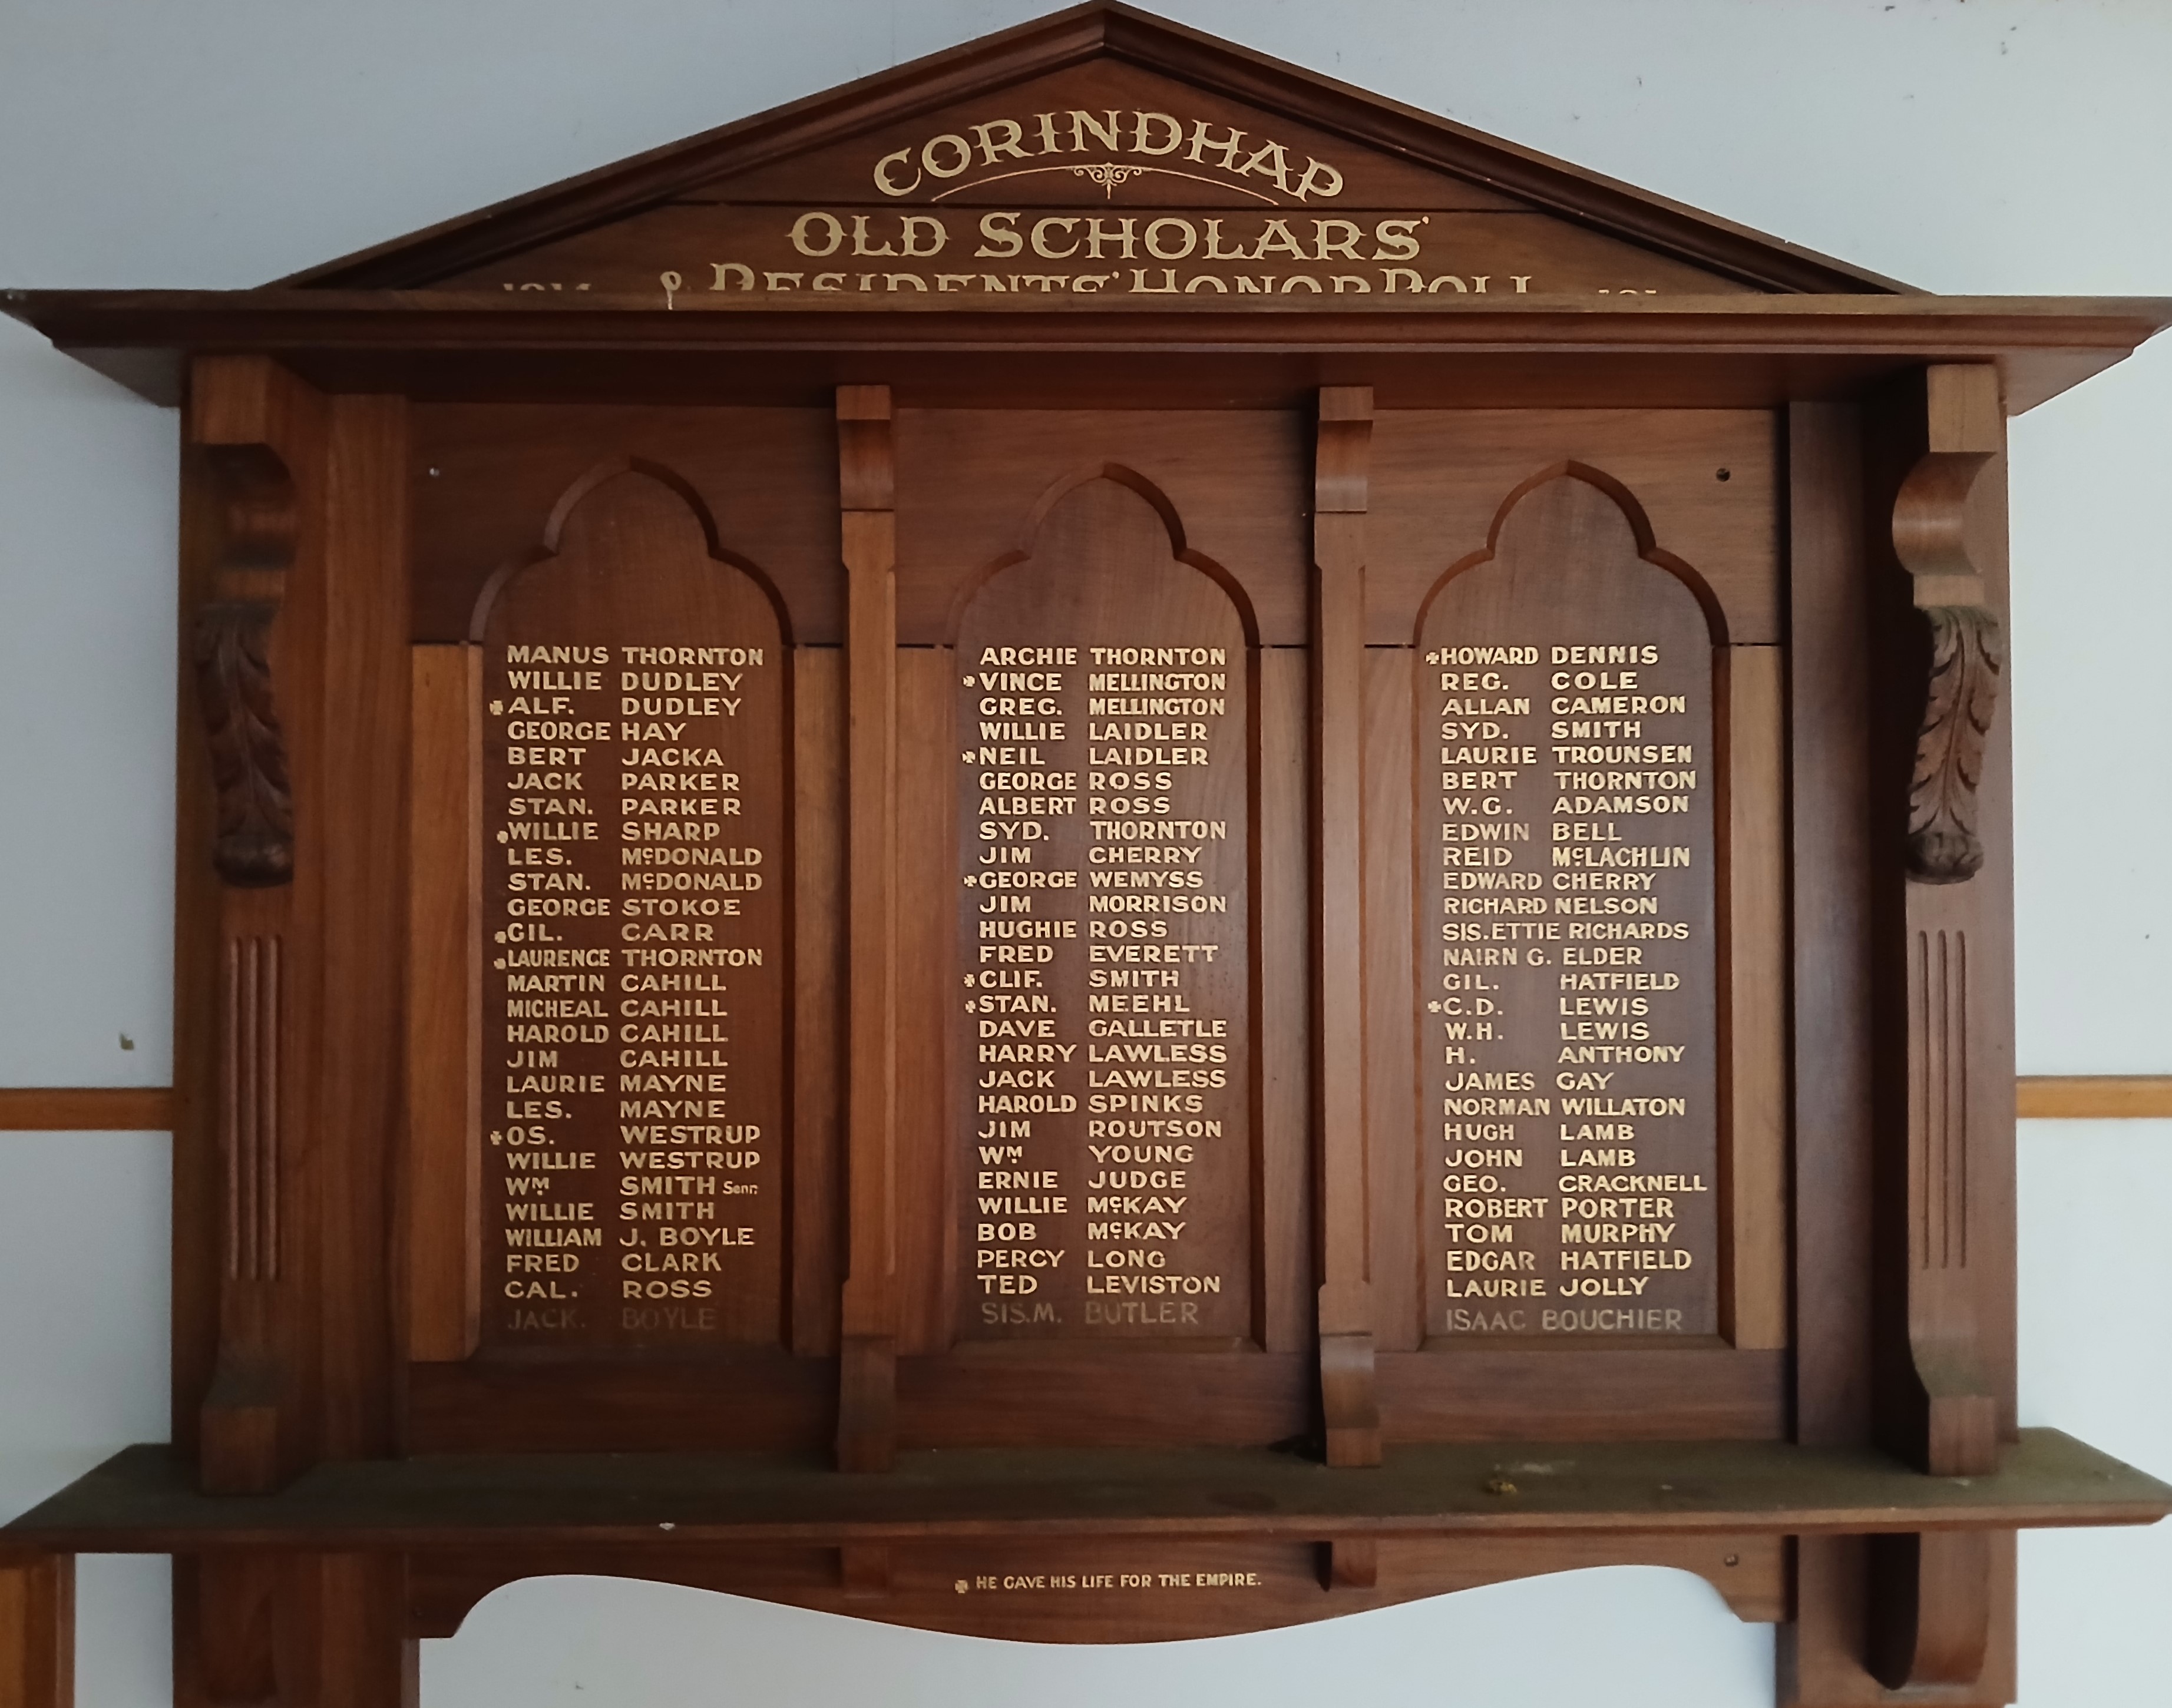 CORINDHAP
OLD SCHOLARS'
& RESIDENTS' HONOR ROLL
MANUS THORNTON
WILLIE DUDLEY
✠ ALF. DUDLEY
GEORGE HAY
BERT JACKA
JACK PARKER
STAN. PARKER
✠ WILLIE SHARP
LES. McDONALD
STAN. McDONALD
GEORGE STOKOE
✠ GIL. CARR
✠ LAURENCE THORNTON
MARTIN CAHILL
MICHEAL CAHILL
HAROLD CAHILL
JIM CAHILL
LAURIE MAYNE
LES. MAYNE
✠ OS. WESTRUP
WILLIE WESTRUP
WM SMITH Senr.
WILLIE SMITH
WILLIAM J. BOYLE
FRED CLARK
CAL. ROSS
JACK. BOYLE
ARCHIE THORNTON
✠ VINCE MELLINGTON
GREG. MELLINGTON
WILLIE LAIDLER
✠ NEIL LAIDLER
GEORGE ROSS
ALBERT ROSS
SYD. THORNTON
JIM CHERRY
✠ GEORGE WEMYSS
JIM MORRISON
HUGHIE ROSS
FRED EVERETT
✠ CLIF. SMITH
✠ STAN. MEEHL
DAVE GALLETLE
HARRY LAWLESS
JACK LAWLESS
HAROLD SPINKS
JIM ROUTSON
WM YOUNG
ERNIE JUDGE
WILLIE McKAY
BOB McKAY
PERCY LONG
TED LEVISTON
SIS.M. BUTLER
✠ HOWARD DENNIS
REG. COLE
ALLAN CAMERON
SYD. SMITH
LAURIE TROUNSEN
BERT THORNTON
W.G. ADAMSON
EDWIN BELL
REID McLACHLIN
EDWARD CHERRY
RICHARD NELSON
SIS. ETTIE RICHARDS
NAIRN G. ELDER
GIL. HATFIELD
✠ C.D. LEWIS
W.H. LEWIS
H. ANTHONY
JAMES GAY
NORMAN WILLATON
HUGH LAMB
JOHN LAMB
GEO. CRACKNELL
ROBERT PORTER
TOM MURPHY
EDGAR HATFIELD
LAURIE JOLLY
ISAAC BOUCHIER
✠ HE GAVE HIS LIFE FOR THE EMPIRE.